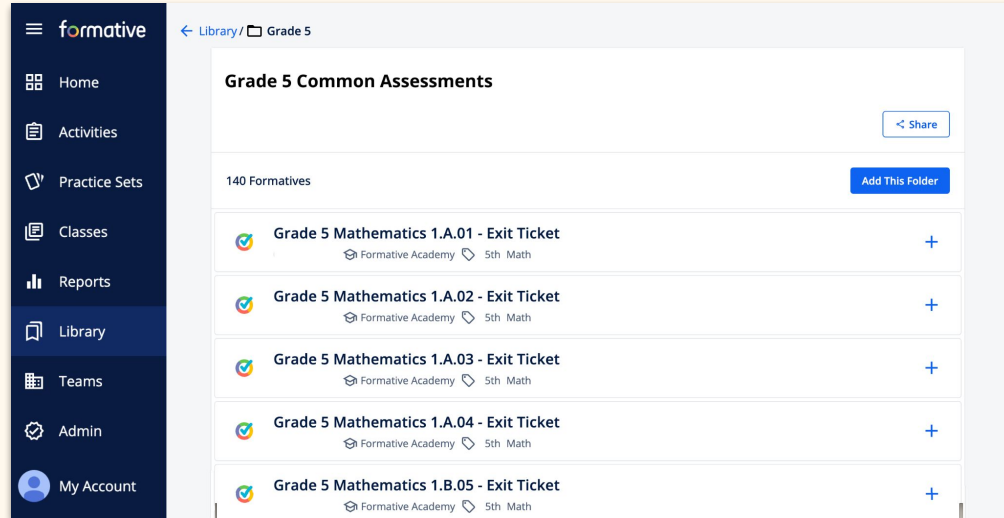 formative
Library / Grade 5
Home
Activities
Practice Sets
Classes
Reports
Library
Teams
Admin
My Account
Grade 5 Common Assessments
Share
140 Formatives
Add This Folder
Grade 5 Mathematics 1.A.01 - Exit Ticket
Formative Academy 5th Math
Grade 5 Mathematics 1.A.02 - Exit Ticket
Formative Academy 5th Math
Grade 5 Mathematics 1.A.03 - Exit Ticket
Formative Academy 5th Math
Grade 5 Mathematics 1.A.04 - Exit Ticket
Formative Academy 5th Math
Grade 5 Mathematics 1.B.05 - Exit Ticket
Formative Academy 5th Math